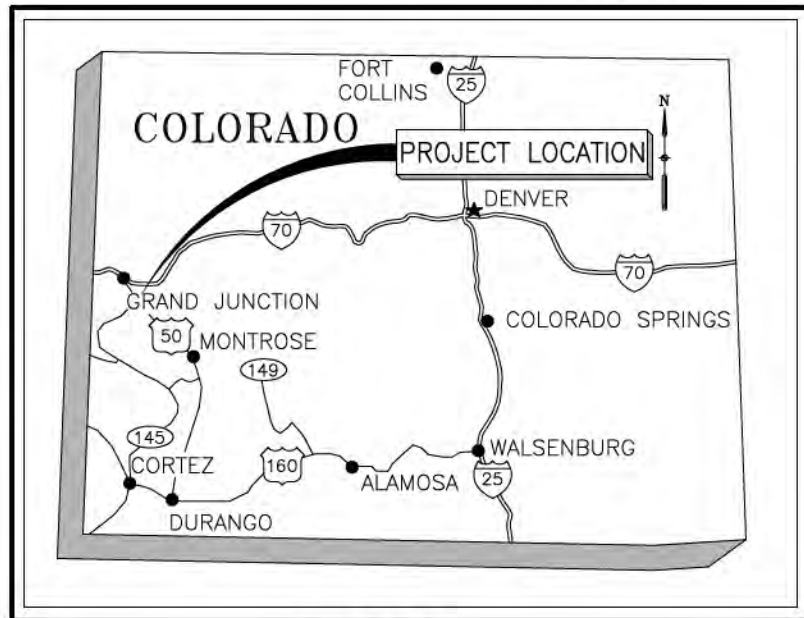 FORT
COLLINS
25
N
COLORADO
PROJECT LOCATION
DENVER
70
70
GRAND JUNCTION
50
MONTROSE
COLORADO SPRINGS
149
145
CORTEZ
160
ALAMOSA
WALSENBURG
25
DURANGO